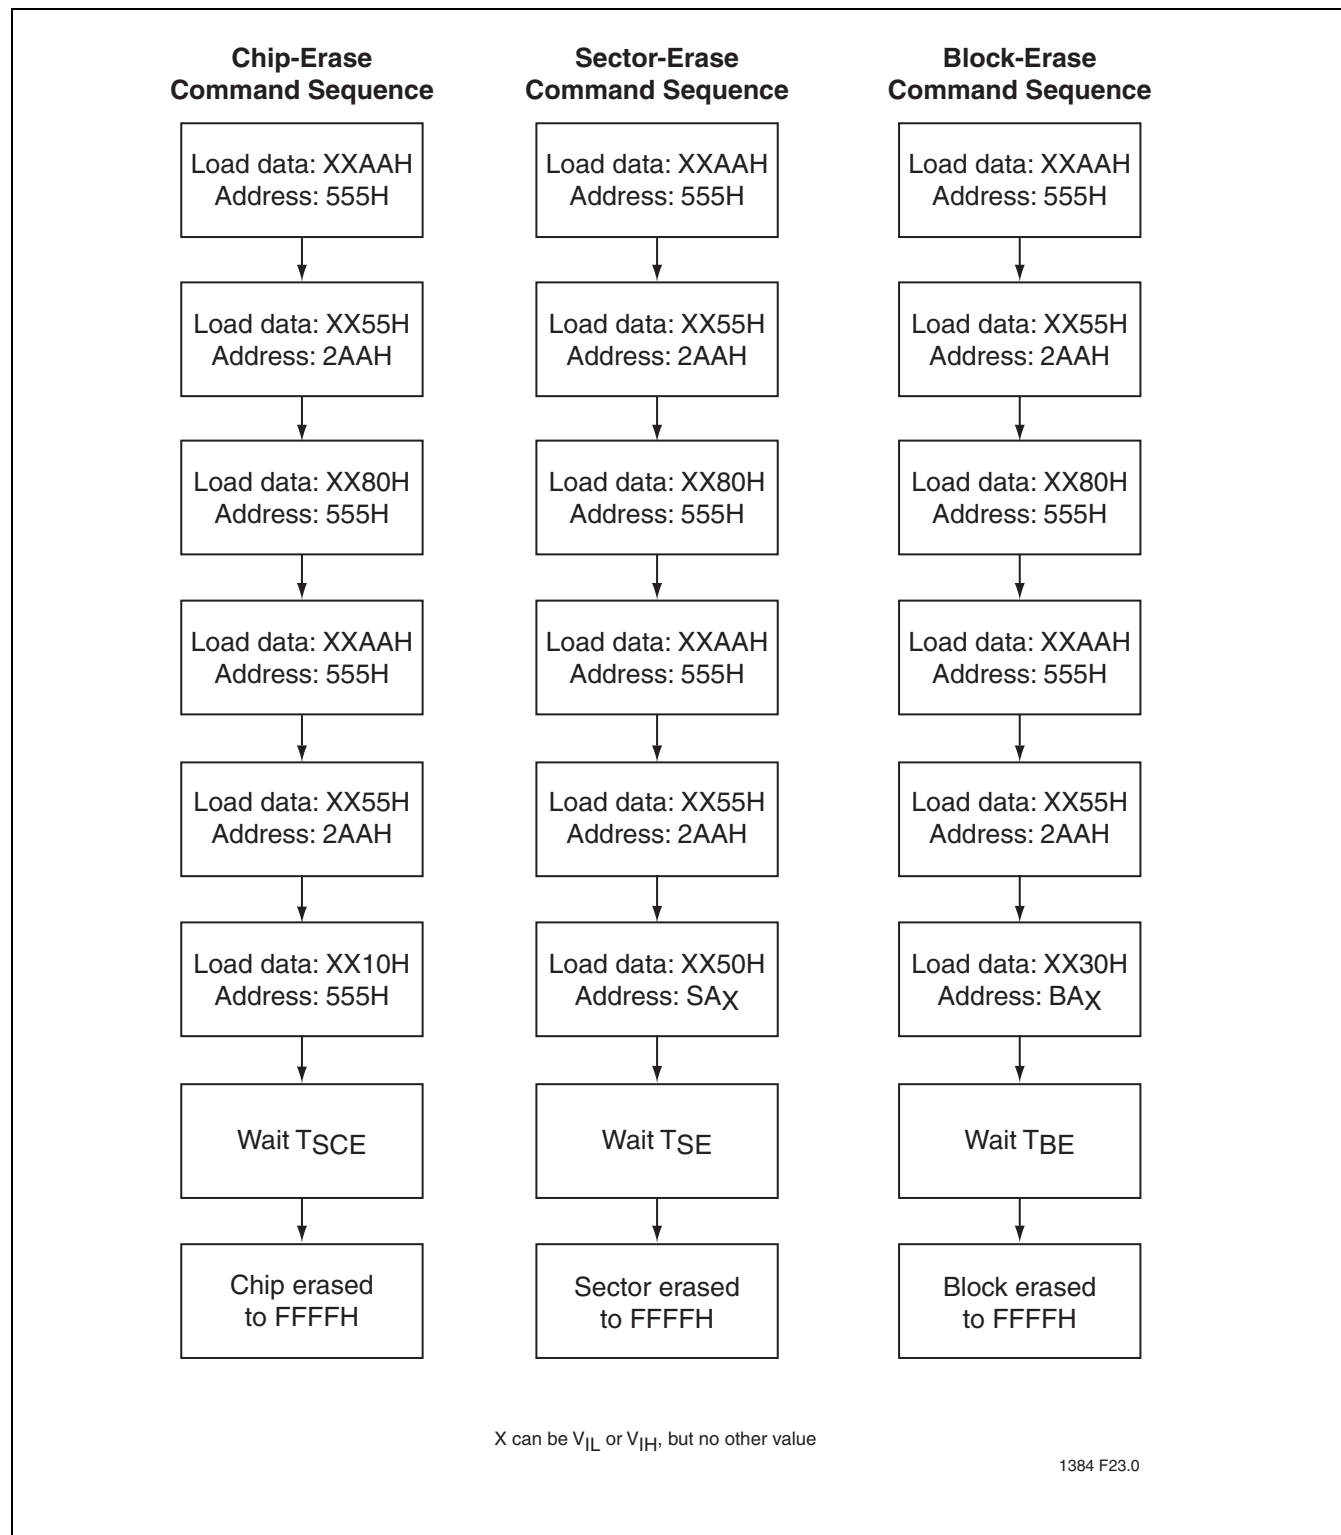 Chip-Erase
Command Sequence
Load data: XXAAH
Address: 555H
Load data: XX55H
Address: 2AAH
Load data: XX80H
Address: 555H
Load data: XXAAH
Address: 555H
Load data: XX55H
Address: 2AAH
Load data: XX10H
Address: 555H
Wait TSCE
Chip erased
to FFFFH
Sector-Erase
Command Sequence
Load data: XXAAH
Address: 555H
Load data: XX55H
Address: 2AAH
Load data: XX80H
Address: 555H
Load data: XXAAH
Address: 555H
Load data: XX55H
Address: 2AAH
Load data: XX50H
Address: SAX
Wait TSE
Sector erased
to FFFFH
Block-Erase
Command Sequence
Load data: XXAAH
Address: 555H
Load data: XX55H
Address: 2AAH
Load data: XX80H
Address: 555H
Load data: XXAAH
Address: 555H
Load data: XX55H
Address: 2AAH
Load data: XX30H
Address: BAX
Wait TBE
Block erased
to FFFFH
X can be VIL or VIH, but no other value
1384 F23.0